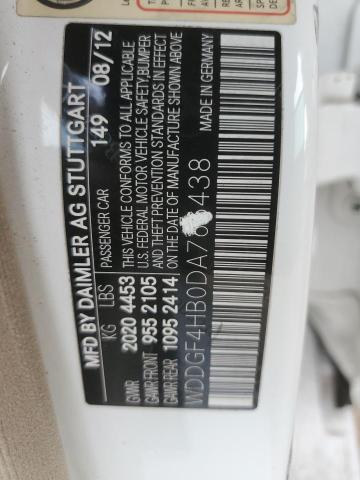 MFD BY DAIMLER AG STUTTGART
PASSENGER CAR 149 08/12
KG LBS
GVWR 2020 4453
GAWR FRONT 955 2105
GAWR REAR 1095 2414
THIS VEHICLE CONFORMS TO ALL APPLICABLE
U.S. FEDERAL MOTOR VEHICLE SAFETY,BUMPER
AND THEFT PREVENTION STANDARDS IN EFFECT
ON THE DATE OF MANUFACTURE SHOWN ABOVE
MADE IN GERMANY